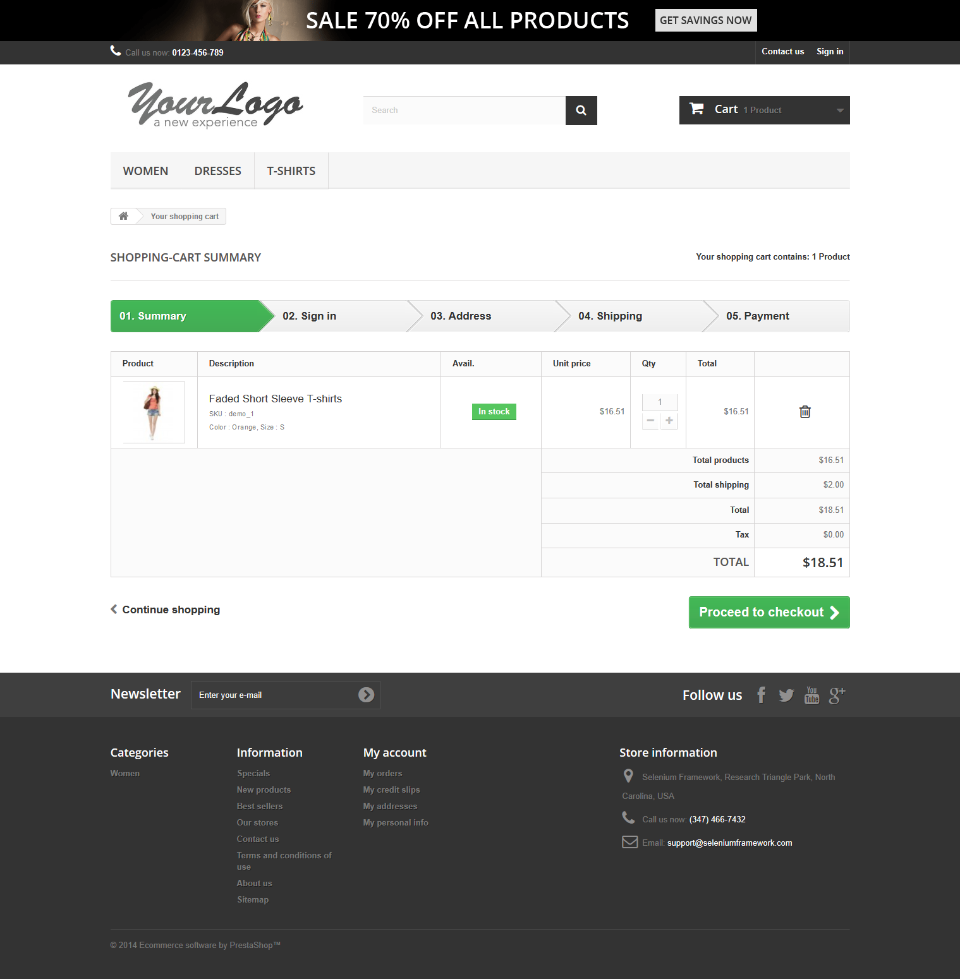 SALE 70% OFF ALL PRODUCTS GET SAVINGS NOW
Call us now: 0123-456-789 Contact us Sign in
YourLogo
a new experience
Search
Cart 1 Product
WOMEN DRESSES T-SHIRTS
Your shopping cart
SHOPPING-CART SUMMARY Your shopping cart contains: 1 Product
01. Summary 02. Sign in 03. Address 04. Shipping 05. Payment
Product Description Avail. Unit price Qty Total
Faded Short Sleeve T-shirts
SKU : demo_1
Color : Orange, Size : S
In stock $16.51 1 $16.51
Total products $16.51
Total shipping $2.00
Total $18.51
Tax $0.00
TOTAL $18.51
Continue shopping Proceed to checkout
Newsletter Enter your e-mail Follow us You Tube g+
Categories
Women
Information
Specials
New products
Best sellers
Our stores
Contact us
Terms and conditions of
use
About us
Sitemap
My account
My orders
My credit slips
My addresses
My personal info
Store information
Selenium Framework, Research Triangle Park, North
Carolina, USA
Call us now: (347) 466-7432
Email: support@seleniumframework.com
© 2014 Ecommerce software by PrestaShop™